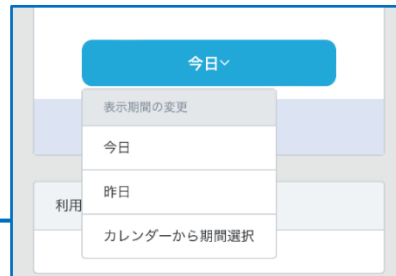 今日
表示期間の変更
今日
昨日
利用
カレンダーから期間選択